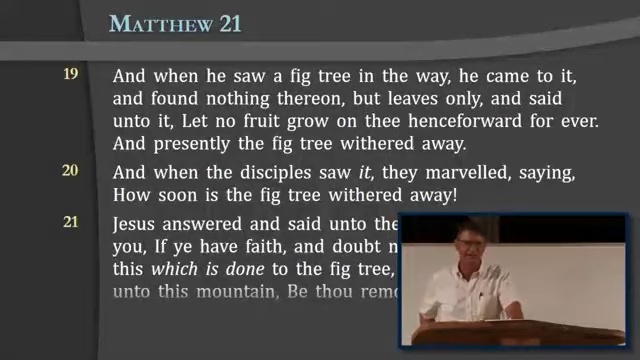 MATTHEW 21
19 And when he saw a fig tree in the way, he came to it,
and found nothing thereon, but leaves only, and said
unto it, Let no fruit grow on thee henceforward for ever.
And presently the fig tree withered away.
20 And when the disciples saw it, they marvelled, saying,
How soon is the fig tree withered away!
21 Jesus answered and said unto
you, If ye have faith, and doubt
this which is done to the fig tree,
unto this mountain, Be thou